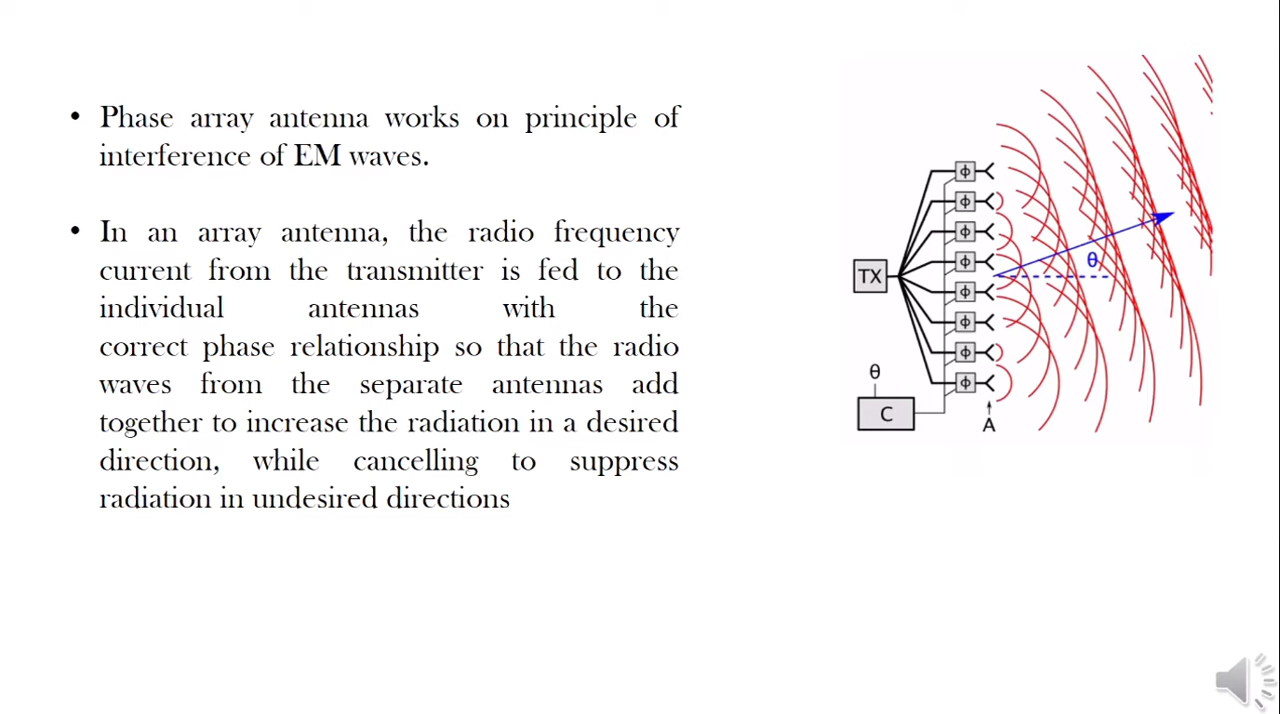 • Phase array antenna works on principle of
interference of EM waves.
• In an array antenna, the radio frequency
current from the transmitter is fed to the
individual antennas with the
correct phase relationship so that the radio
waves from the separate antennas add
together to increase the radiation in a desired
direction, while cancelling to suppress
radiation in undesired directions
ϕ
ϕ
ϕ
ϕ
ϕ
ϕ
ϕ
ϕ
TX
θ
θ
C
A